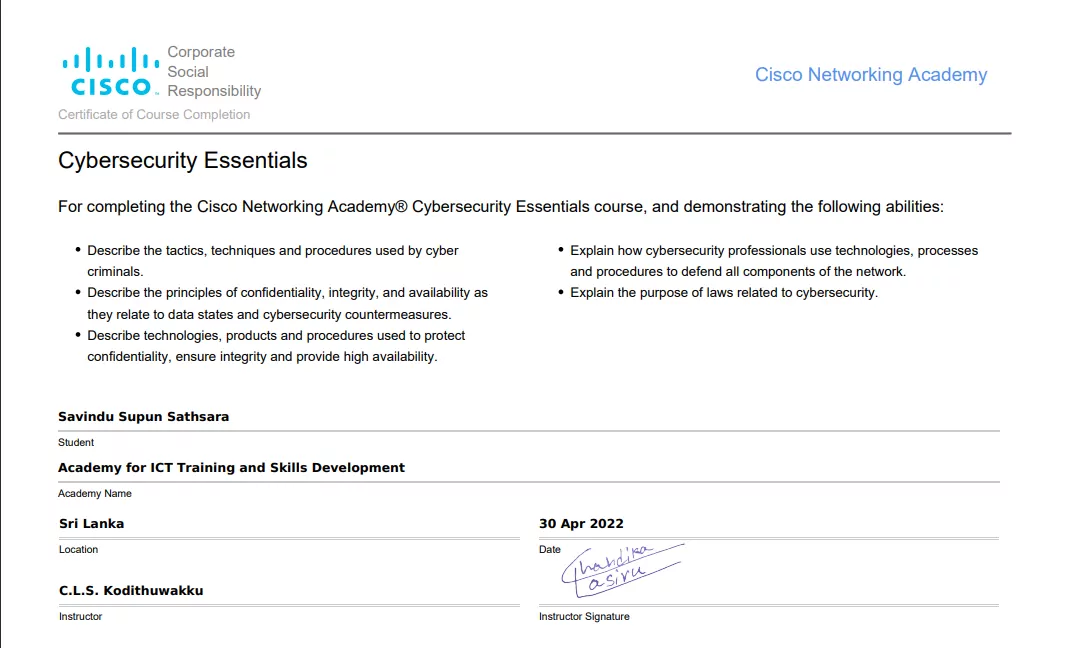 Corporate
Social
CISCO™ Responsibility
Cisco Networking Academy
Certificate of Course Completion
Cybersecurity Essentials
For completing the Cisco Networking Academy® Cybersecurity Essentials course, and demonstrating the following abilities:
• Describe the tactics, techniques and procedures used by cyber
criminals.
• Describe the principles of confidentiality, integrity, and availability as
they relate to data states and cybersecurity countermeasures.
• Describe technologies, products and procedures used to protect
confidentiality, ensure integrity and provide high availability.
• Explain how cybersecurity professionals use technologies, processes
and procedures to defend all components of the network.
• Explain the purpose of laws related to cybersecurity.
Savindu Supun Sathsara
Student
Academy for ICT Training and Skills Development
Academy Name
Sri Lanka
Location
30 Apr 2022
Date
C.L.S. Kodithuwakku
Instructor
Chandika
Lasiru
Instructor Signature